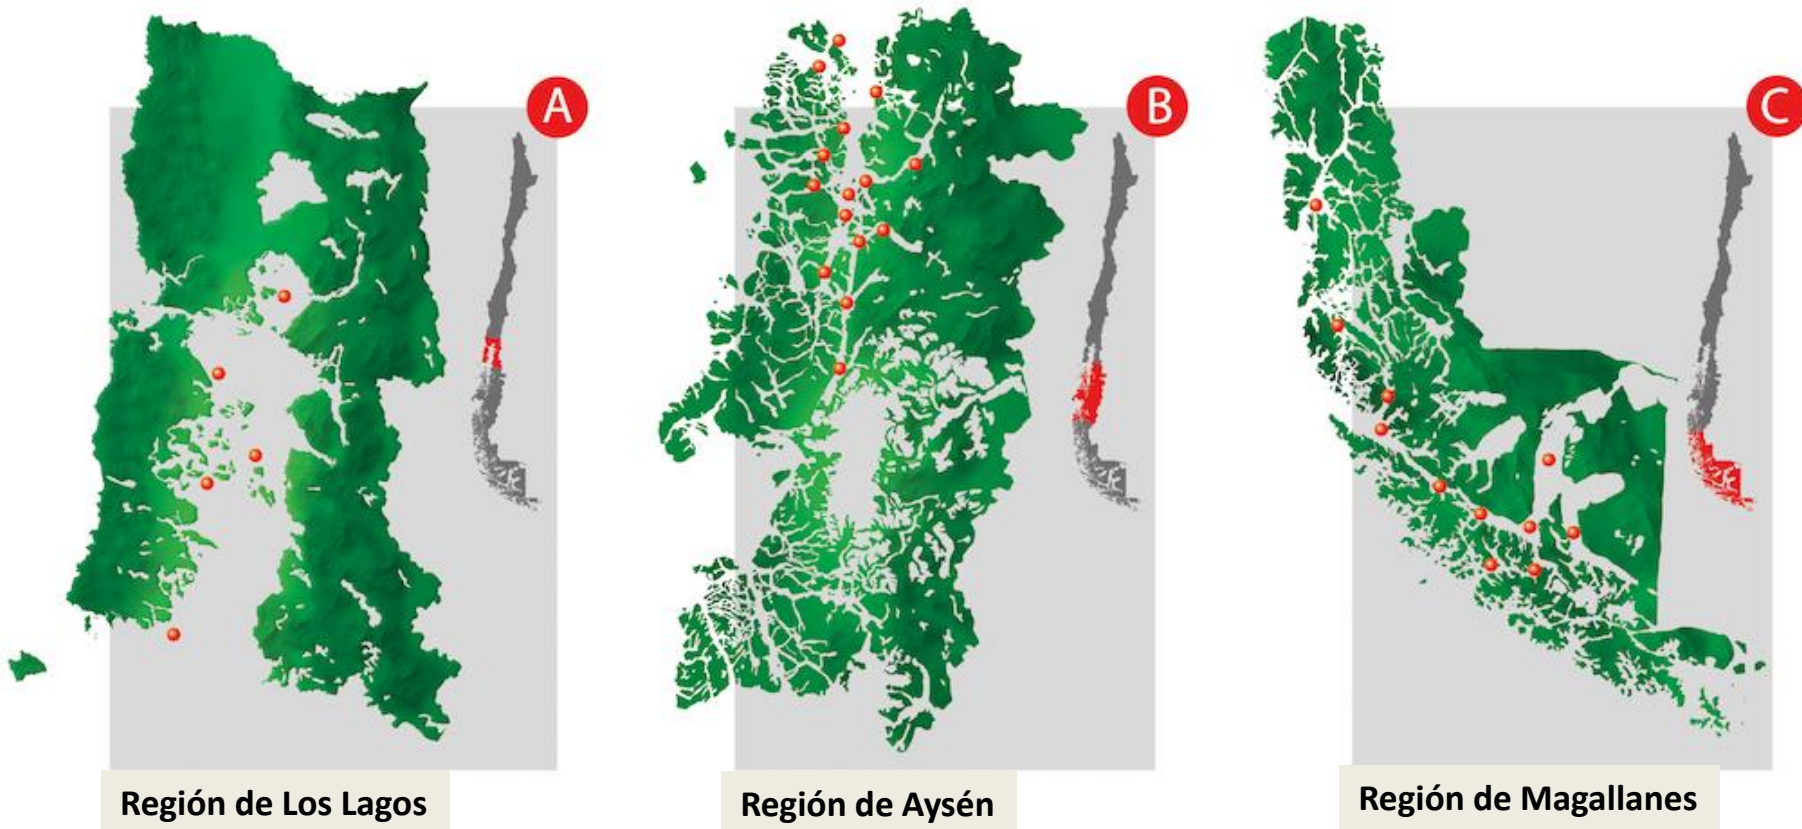 A
B
C
Región de Los Lagos
Región de Aysén
Región de Magallanes